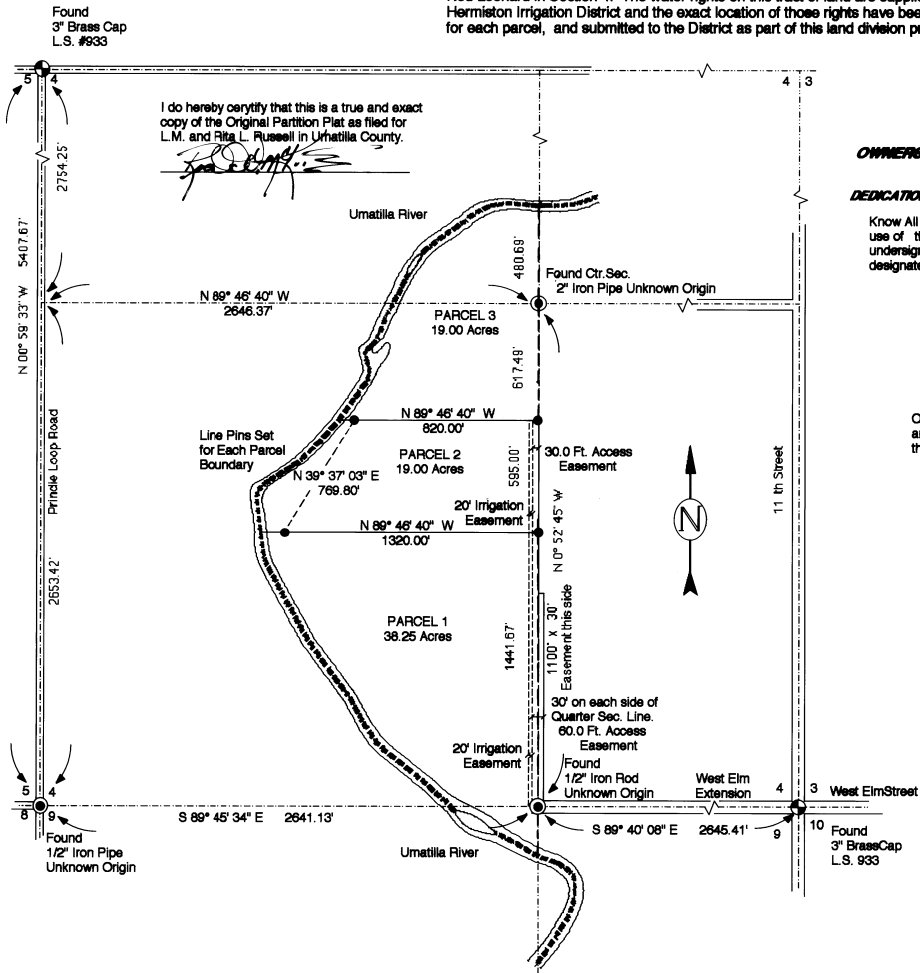 Hermiston Irrigation District and the exact location of those rights have been
for each parcel, and submitted to the District as part of this land division
Found
3" Brass Cap
L.S. #933
5 4
4 3
I do hereby cerytify that this is a true and exact
copy of the Original Partition Plat as filed for
L.M. and Rita L. Russell in Umatilla County.
2754.25'
5407.67'
N 00° 59' 33" W
Prindle Loop Road
2653.42'
Umatilla River
480.69'
Found Ctr.Sec.
2" Iron Pipe Unknown Origin
N 89° 46' 40" W
2646.37'
PARCEL 3
19.00 Acres
617.49'
DEDICATION
Know All
use of
designate
Line Pins Set
for Each Parcel
Boundary
N 89° 46' 40" W
820.00'
PARCEL 2
19.00 Acres
595.00'
30.0 Ft. Access
Easement
N 39° 37' 03" E
769.80'
20' Irrigation
Easement
N 0° 52' 45" W
N 89° 46' 40" W
1320.00'
11 th Street
N
PARCEL 1
38.25 Acres
1441.67'
1100' x 30'
Easement this side
30' on each side of
Quarter Sec. Line.
60.0 Ft. Access
Easement
20' Irrigation
Easement
Found
1/2" Iron Rod
Unknown Origin
West Elm
Extension
5 4
8 9
4 3
9 10
West ElmStreet
S 89° 45' 34" E 2641.13'
S 89° 40' 08" E 2645.41'
Found
1/2" Iron Pipe
Unknown Origin
Umatilla River
Found
3" BrassCap
L.S. 933